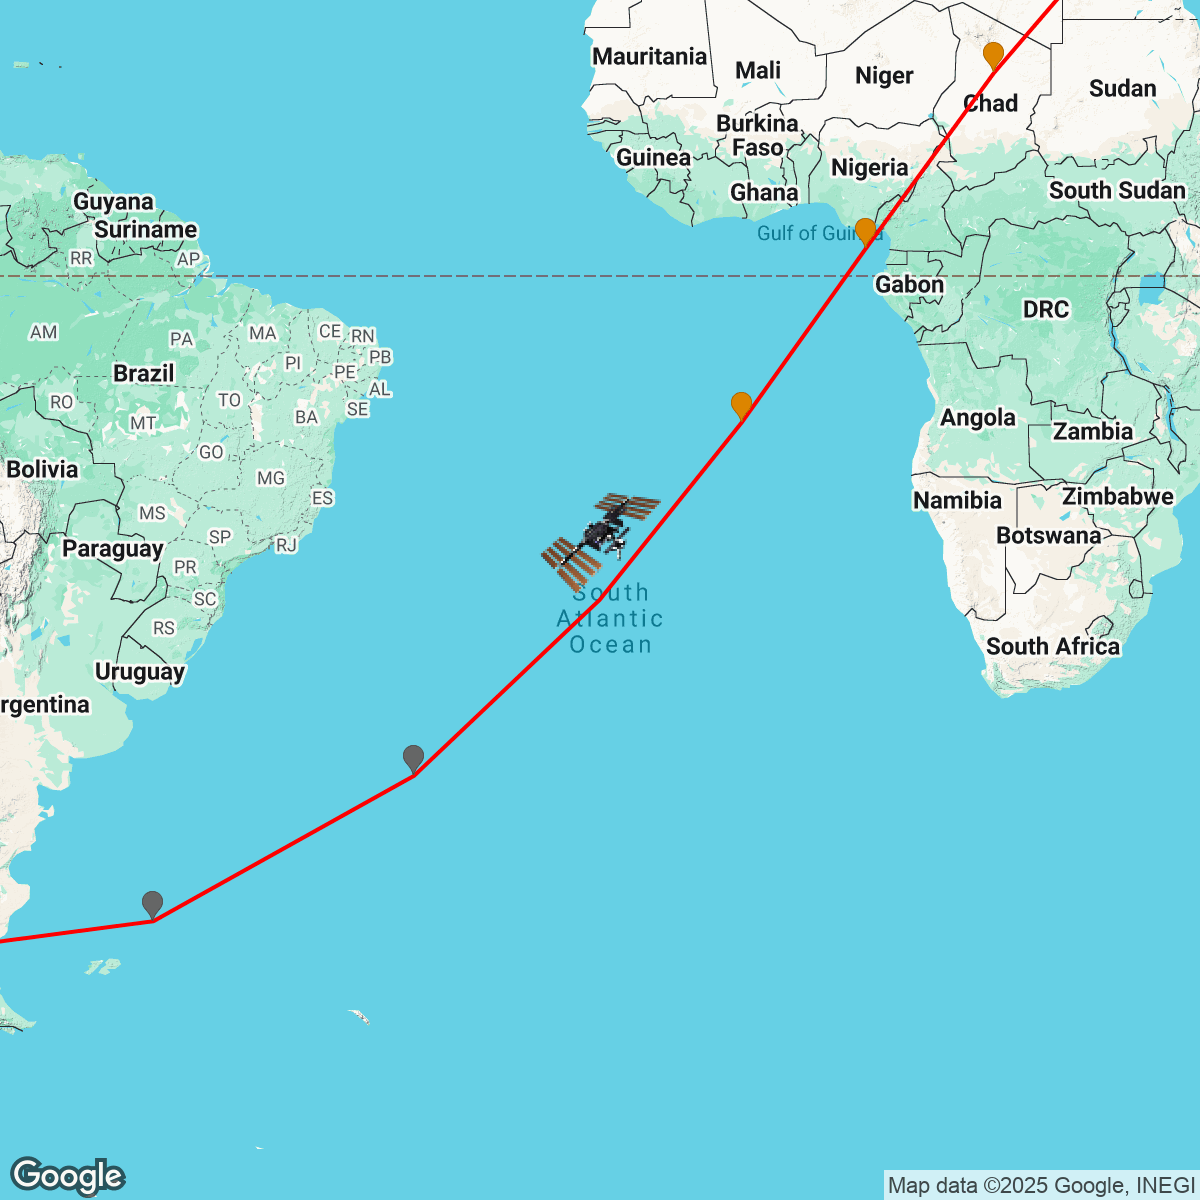 Mauritania
Mali
Niger
Chad
Sudan
Burkina
Faso
Guinea
Nigeria
Ghana
South Sudan
Guyana
Suriname
Gulf of Guinea
RR
AP
Gabon
DRC
AM
PA
MA
CE
RN
PB
PI
PE
AL
Brazil
RO
TO
SE
BA
MT
Angola
Zambia
GO
Bolivia
MG
ES
Namibia
Zimbabwe
MS
SP
Botswana
Paraguay
RJ
PR
SC
South
Atlantic
Ocean
RS
South Africa
Uruguay
rgentina
Google
Map data ©2025 Google, INEGI